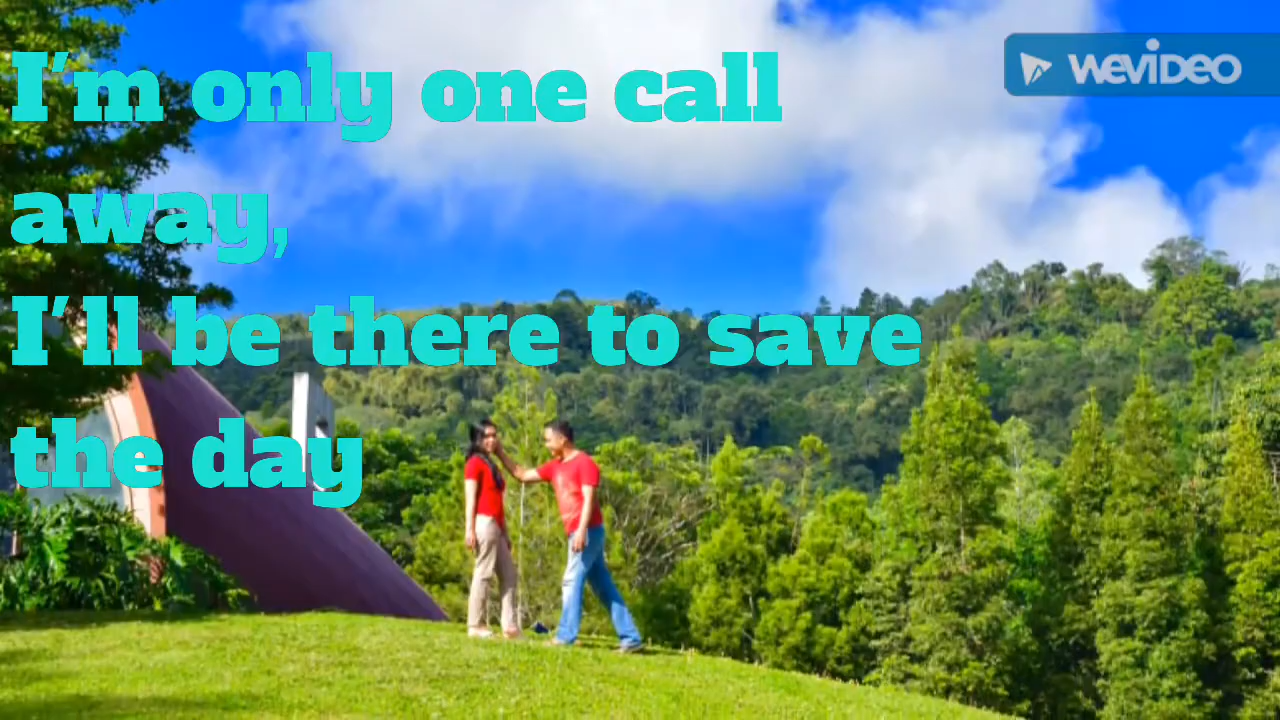 I'm only one call
away,
I'll be there to save
the day
WEVIDEO